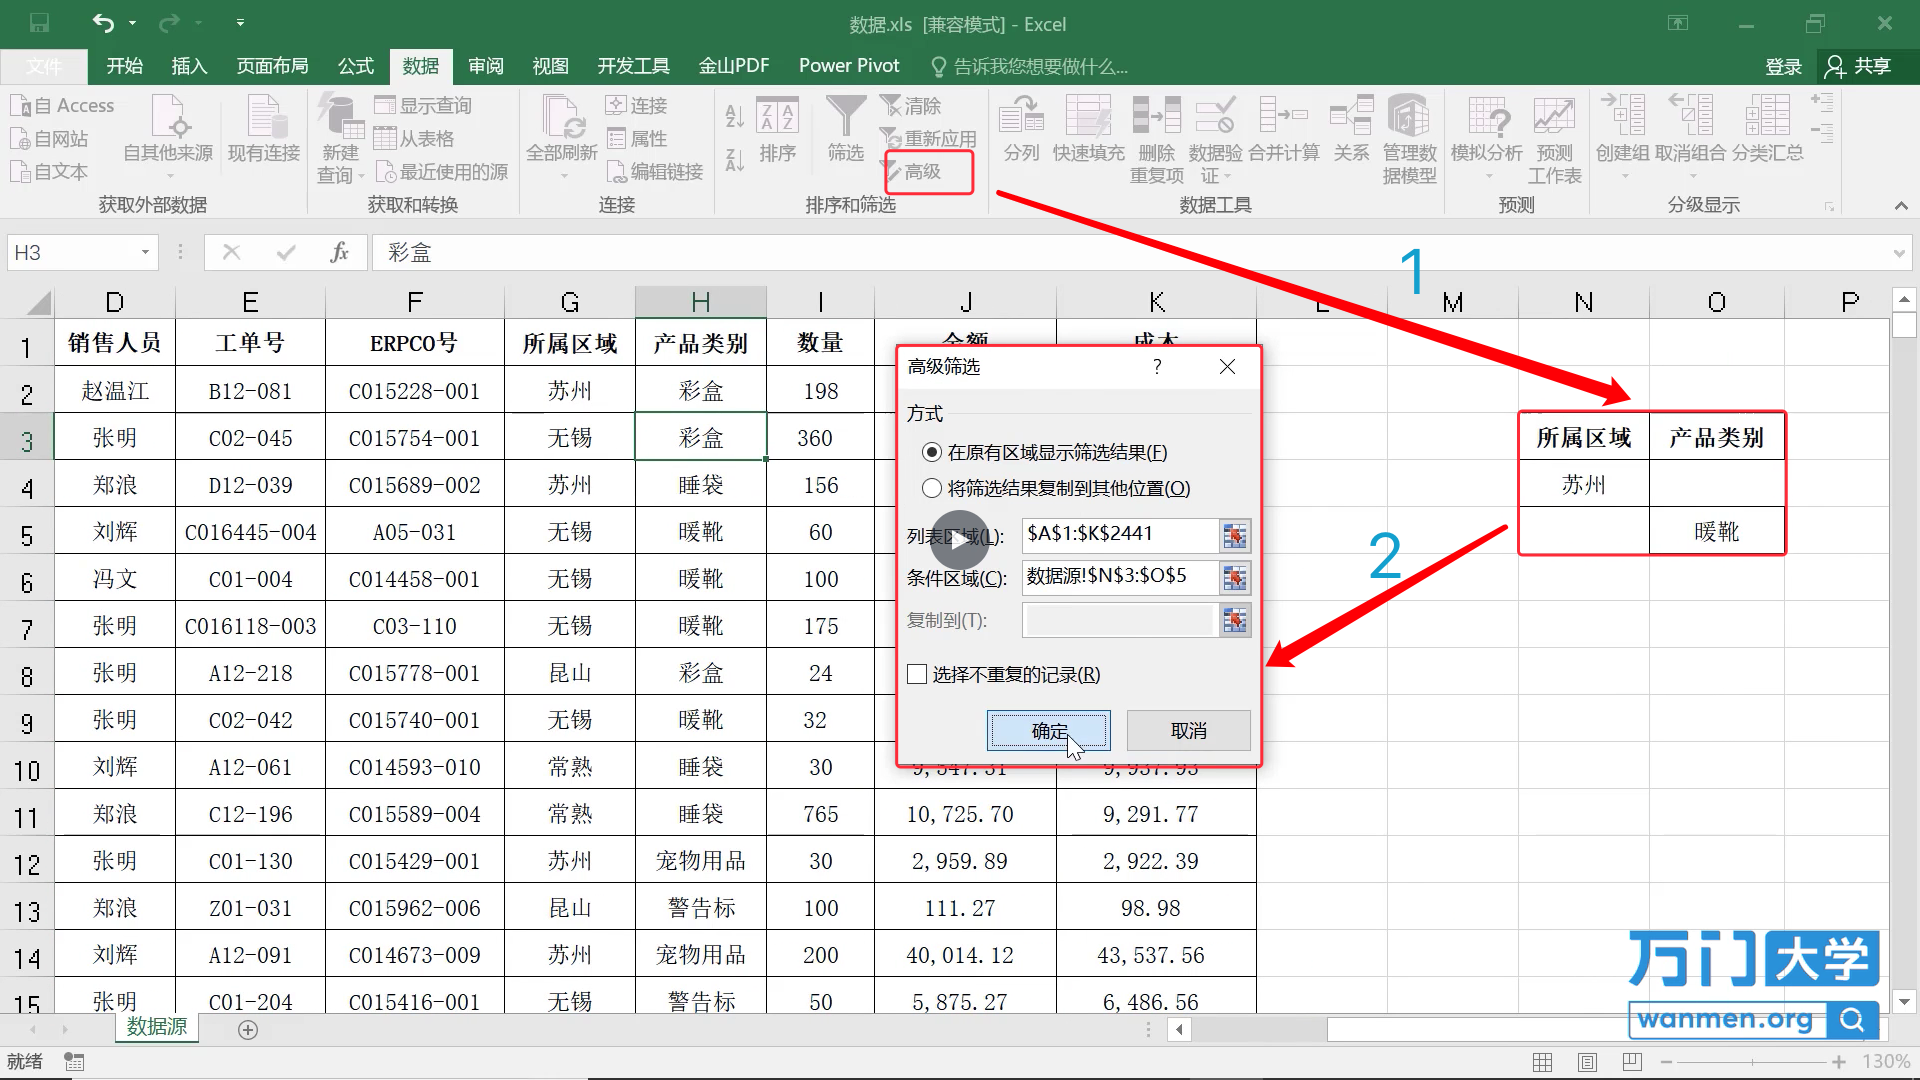 数据.xls [兼容模式] - Excel
文件 开始 插入 页面布局 公式 数据 审阅 视图 开发工具 金山PDF Power Pivot 告诉我您想要做什么... 登录 共享
自 Access
自网站
自文本
自其他来源
现有连接
获取外部数据
新建
查询
显示查询
从表格
最近使用的源
获取和转换
全部刷新
连接
属性
编辑链接
连接
排序
筛选
清除
重新应用
高级
排序和筛选
分列
快速填充
删除
重复项
数据验
证
合并计算
关系
管理数
据模型
数据工具
模拟分析
预测
工作表
预测
创建组
取消组合
分类汇总
分级显示
H3 fx 彩盒
1
D E F G H I J K L M N O P
1 销售人员 工单号 ERPCO号 所属区域 产品类别 数量 金额 成本
2 赵温江 B12-081 C015228-001 苏州 彩盒 198
3 张明 C02-045 C015754-001 无锡 彩盒 360
4 郑浪 D12-039 C015689-002 苏州 睡袋 156
5 刘辉 C016445-004 A05-031 无锡 暖靴 60
6 冯文 C01-004 C014458-001 无锡 暖靴 100
7 张明 C016118-003 C03-110 无锡 暖靴 175
8 张明 A12-218 C015778-001 昆山 彩盒 24
9 张明 C02-042 C015740-001 无锡 暖靴 32
10 刘辉 A12-061 C014593-010 常熟 睡袋 30 9,547.31 9,937.93
11 郑浪 C12-196 C015589-004 常熟 睡袋 765 10,725.70 9,291.77
12 张明 C01-130 C015429-001 苏州 宠物用品 30 2,959.89 2,922.39
13 郑浪 Z01-031 C015962-006 昆山 警告标 100 111.27 98.98
14 刘辉 A12-091 C014673-009 苏州 宠物用品 200 40,014.12 43,537.56
15 张明 C01-204 C015416-001 无锡 警告标 50 5,875.27 6,486.56
高级筛选 ?
方式
在原有区域显示筛选结果(F)
将筛选结果复制到其他位置(O)
列表区域(L): $A$1:$K$2441
条件区域(C): 数据源!$N$3:$O$5
复制到(T):
选择不重复的记录(R)
确定 取消
所属区域 产品类别
苏州
暖靴
2
万门大学
wanmen.org
数据源
就绪
130%